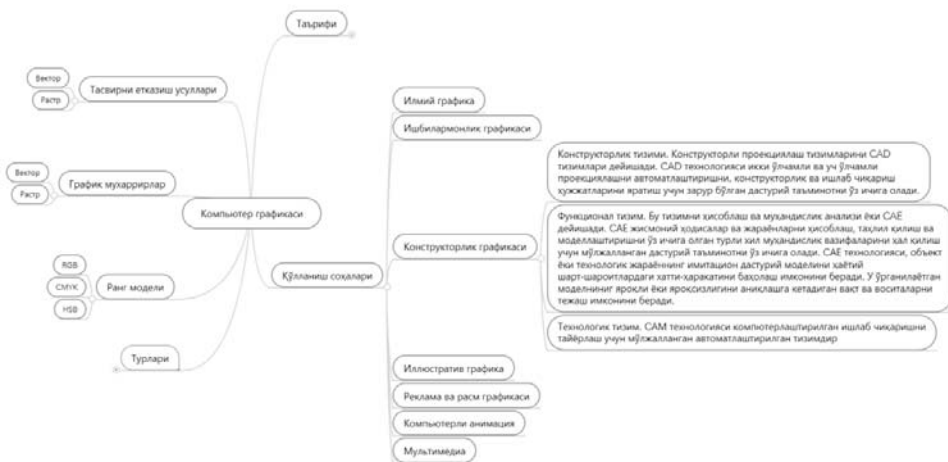 Таърифи
Тасвирни етказиш усуллари
Вектор
Растр
График муҳаррирлар
Вектор
Растр
Компьютер графикаси
Ранг модели
RGB
CMYK
HSB
Турлари
Қўлланиш соҳалари
Илмий графика
Ишбилармонлик графикаси
Конструкторлик графикаси
Конструкторлик тизими. Конструкторли проекциялаш тизимларини CAD
тизимлари дейишади. CAD технологияси икки ўлчамли ва уч ўлчамли
проекциялашни автоматлаштиришни, конструкторлик ва ишлаб чиқариш
ҳужжатларини яратиш учун зарур бўлган дастурий таъминотни ўз ичига олади.
Функционал тизим. Бу тизимни ҳисоблаш ва муҳандислик анализи ёки CAE
дейишади. CAE жисмоний ҳодисалар ва жараёнларни ҳисоблаш, таҳлил қилиш ва
моделлаштиришни ўз ичига олган турли хил муҳандислик вазифаларини ҳал қилиш
учун мўлжалланган дастурий таъминотни ўз ичига олади. CAE технологияси, объект
ёки технологик жараённинг имитацион дастурий моделини ҳаётий
шарт-шароитлардаги хатти-ҳаракатини баҳолаш имконини беради. У ўрганилаётган
моделнинг яроқли ёки яроқсизлигини аниқлашга кетадиган вақт ва воситаларни
тежаш имконини беради.
Технологик тизим. CAM технологияси компютерлаштирилган ишлаб чиқаришни
тайёрлаш учун мўлжалланган автоматлаштирилган тизимдир
Иллюстратив графика
Реклама ва расм графикаси
Компьютерли анимация
Мультимедиа